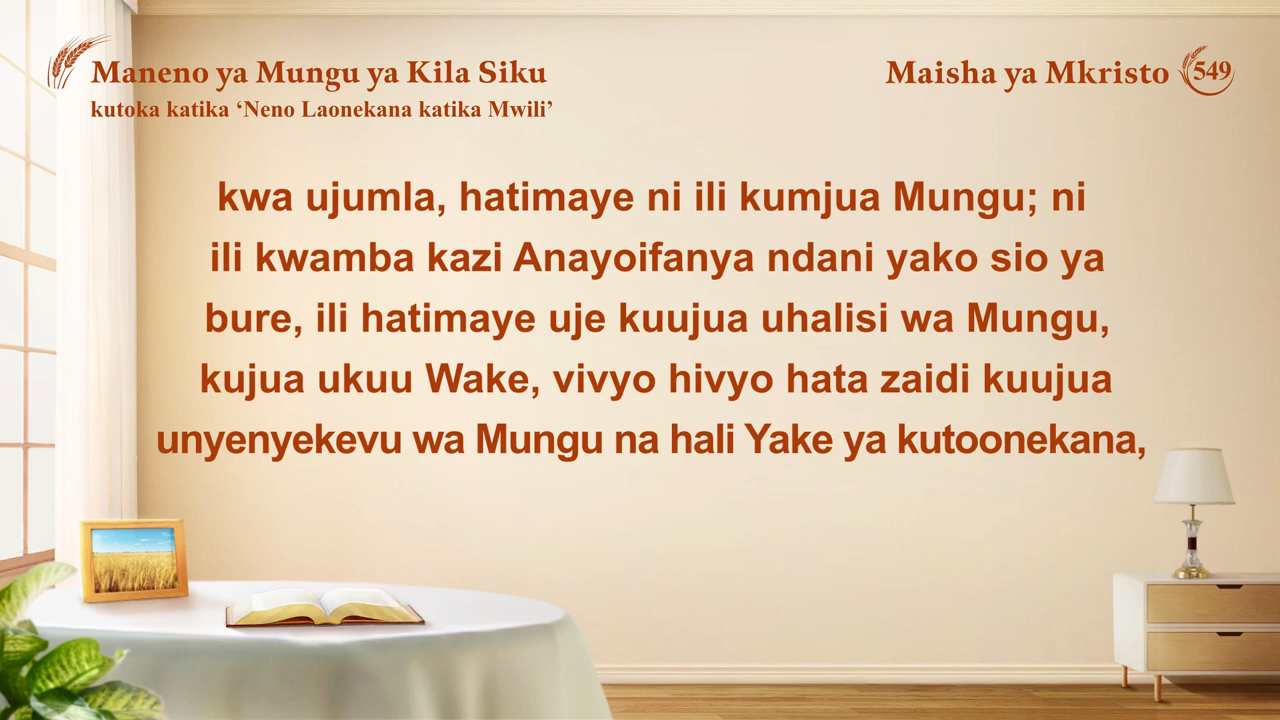 Maneno ya Mungu ya Kila Siku
kutoka katika ‘Neno Laonekana katika Mwili’
Maisha ya Mkristo 549
kwa ujumla, hatimaye ni ili kumjua Mungu; ni
ili kwamba kazi Anayoifanya ndani yako sio ya
bure, ili hatimaye uje kuujua uhalisi wa Mungu,
kujua ukuu Wake, vivyo hivyo hata zaidi kuujua
unyenyekevu wa Mungu na hali Yake ya kutoonekana,